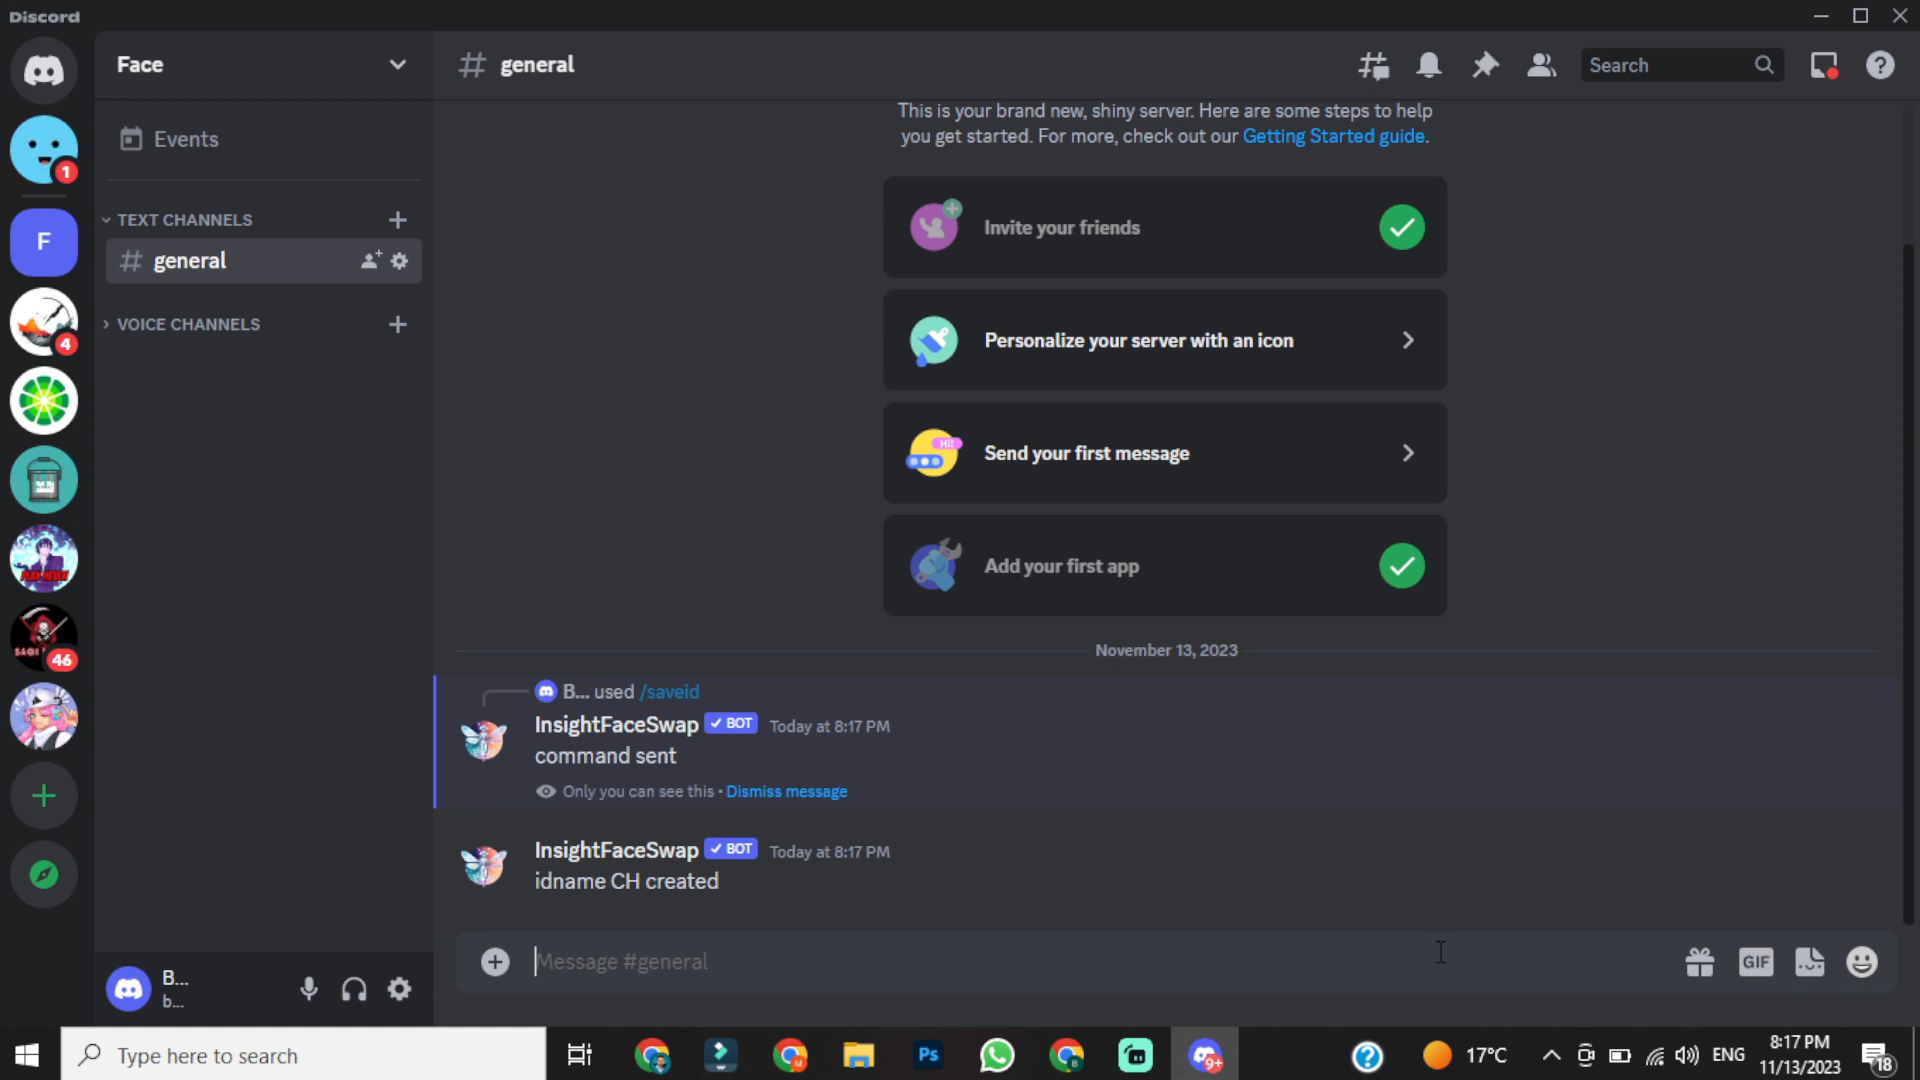 Discord
Face
general
Search
Events
TEXT CHANNELS
general
VOICE CHANNELS
1
F
4
46
This is your brand new, shiny server. Here are some steps to help
you get started. For more, check out our Getting Started guide.
Invite your friends
Personalize your server with an icon
Hi!
Send your first message
Add your first app
November 13, 2023
B... used /saveid
InsightFaceSwap BOT Today at 8:17 PM
command sent
Only you can see this • Dismiss message
InsightFaceSwap BOT Today at 8:17 PM
idname CH created
Message #general
GIF
B...
b...
Type here to search
Ps
9+
17°C
ENG
8:17 PM
11/13/2023
18